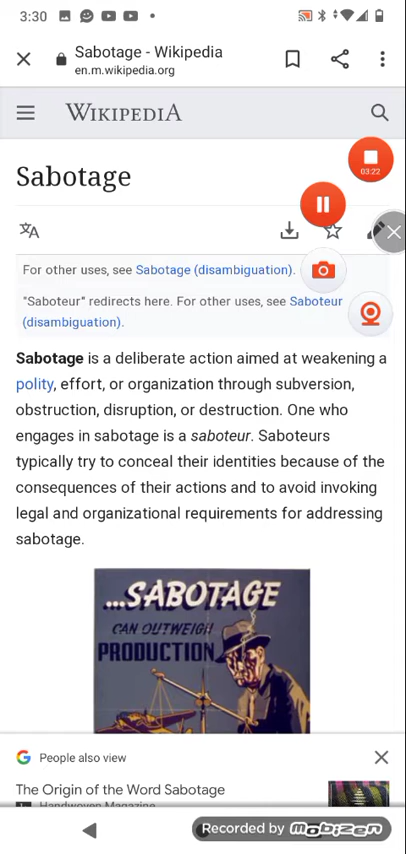 3:30
Sabotage - Wikipedia
en.m.wikipedia.org
WIKIPEDIA
Sabotage
03:22
For other uses, see Sabotage (disambiguation).
"Saboteur" redirects here. For other uses, see Saboteur
(disambiguation).
Sabotage is a deliberate action aimed at weakening a
polity, effort, or organization through subversion,
obstruction, disruption, or destruction. One who
engages in sabotage is a saboteur. Saboteurs
typically try to conceal their identities because of the
consequences of their actions and to avoid invoking
legal and organizational requirements for addressing
sabotage.
...SABOTAGE
CAN OUTWEIGH
PRODUCTION
People also view
The Origin of the Word Sabotage
Handwoven Magazine
Recorded by mobizen